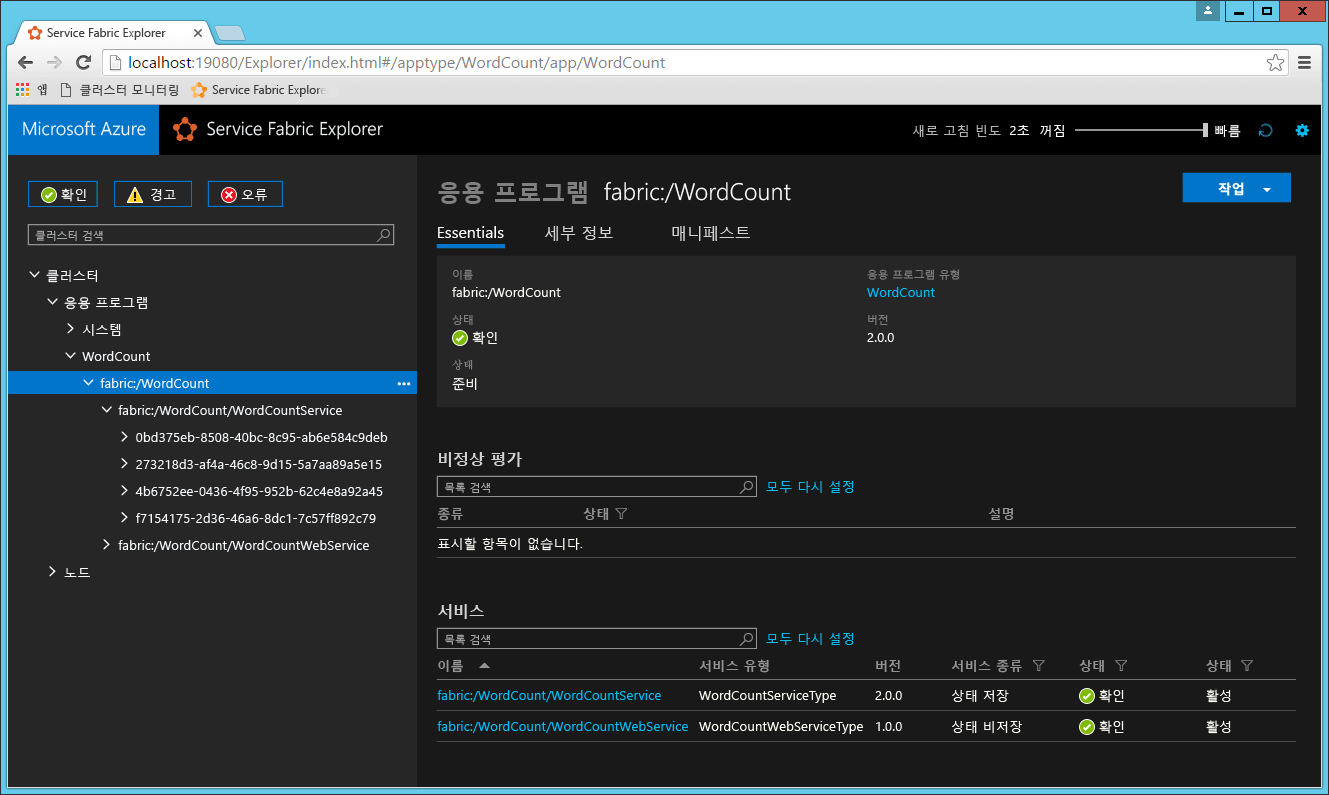 Service Fabric Explorer
localhost:19080/Explorer/index.html#/apptype/WordCount/app/WordCount
앱 클러스터 모니터링 Service Fabric Explore
Microsoft Azure Service Fabric Explorer 새로 고침 빈도 2초 꺼짐 빠름
확인 경고 오류
클러스터 검색
클러스터
응용 프로그램
시스템
WordCount
fabric:/WordCount
fabric:/WordCount/WordCountService
0bd375eb-8508-40bc-8c95-ab6e584c9deb
273218d3-af4a-46c8-9d15-5a7aa89a5e15
4b6752ee-0436-4f95-952b-62c4e8a92a45
f7154175-2d36-46a6-8dc1-7c57ff892c79
fabric:/WordCount/WordCountWebService
노드
응용 프로그램 fabric:/WordCount
작업
Essentials 세부 정보 매니페스트
이름 응용 프로그램 유형
fabric:/WordCount WordCount
상태 버전
확인 2.0.0
상태
준비
비정상 평가
목록 검색 모두 다시 설정
종류 상태 설명
표시할 항목이 없습니다.
서비스
목록 검색 모두 다시 설정
이름 서비스 유형 버전 서비스 종류 상태 상태
fabric:/WordCount/WordCountService WordCountServiceType 2.0.0 상태 저장 확인 활성
fabric:/WordCount/WordCountWebService WordCountWebServiceType 1.0.0 상태 비저장 확인 활성